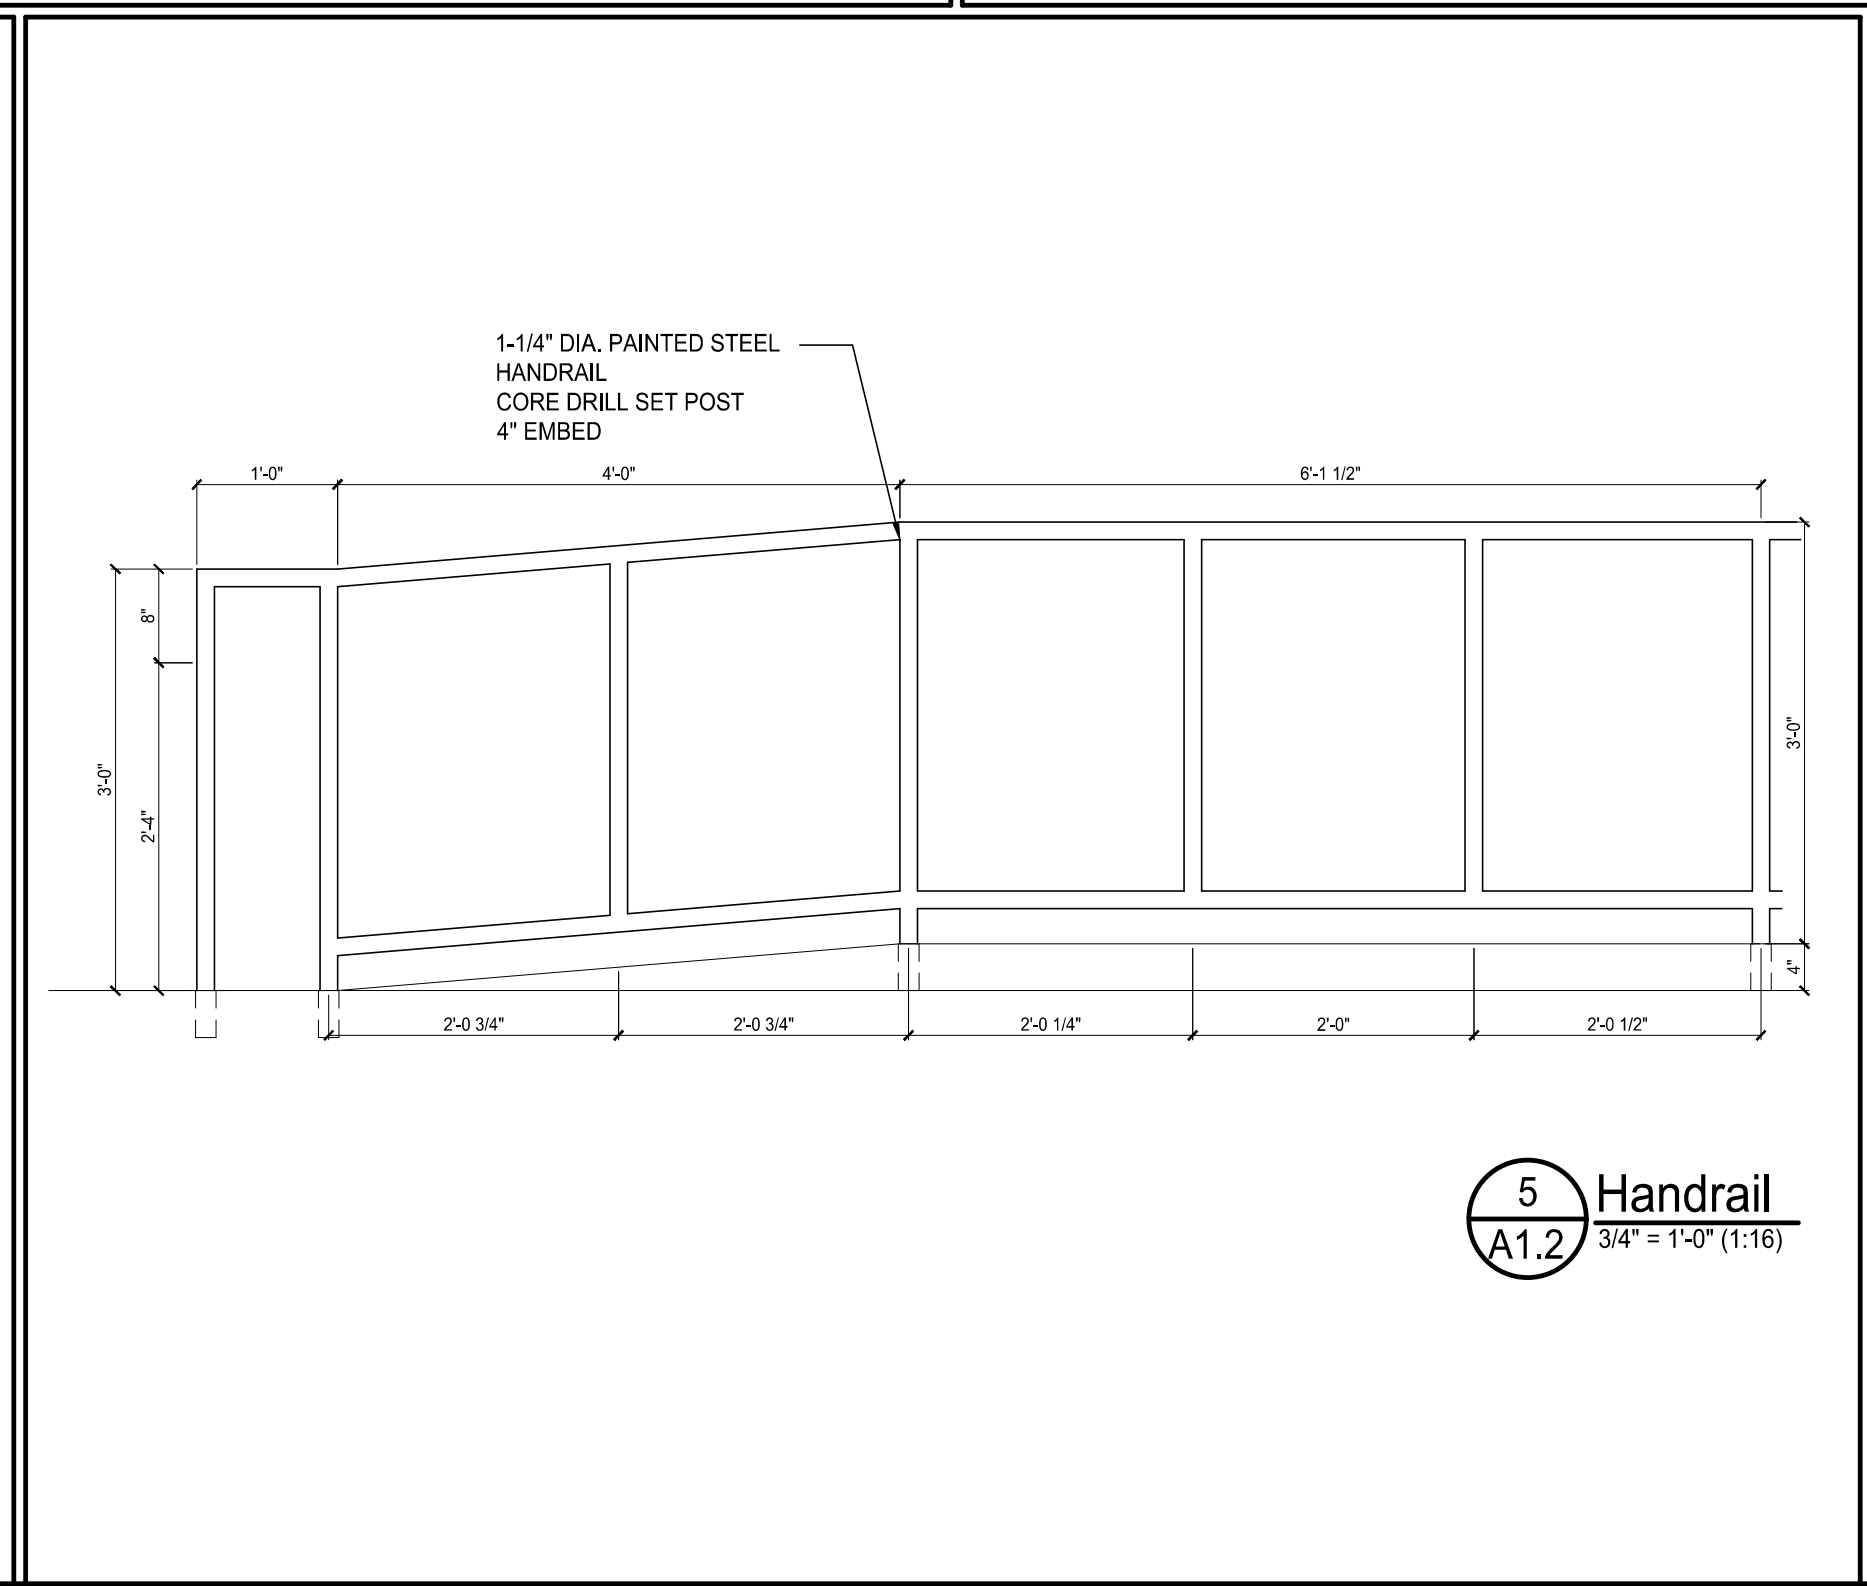 1-1/4" DIA. PAINTED STEEL
HANDRAIL
CORE DRILL SET POST
4" EMBED
1'-0"
4'-0"
6'-1 1/2"
8"
3'-0"
2'-4"
3'-0"
4"
2'-0 3/4"
2'-0 3/4"
2'-0 1/4"
2'-0"
2'-0 1/2"
5
A1.2
Handrail
3/4" = 1'-0" (1:16)